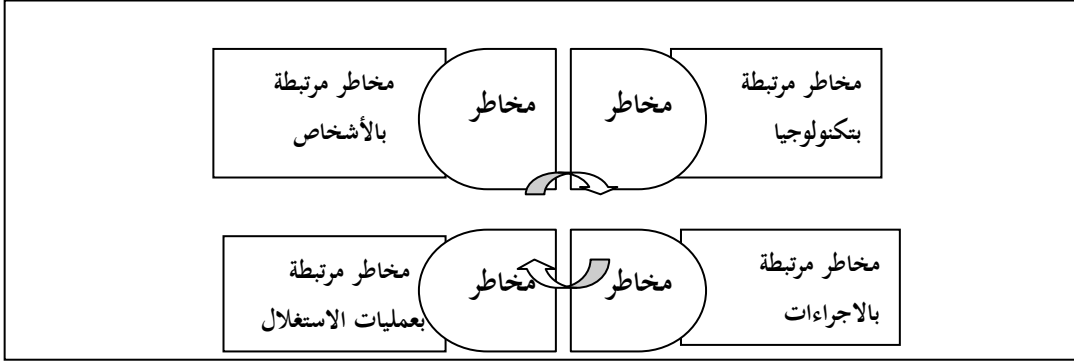 مخاطر مرتبطة
بتكنولوجيا
مخاطر
مخاطر
مخاطر مرتبطة
بالأشخاص
مخاطر مرتبطة
بالاجراءات
مخاطر
مخاطر
مخاطر مرتبطة
بعمليات الاستغلال